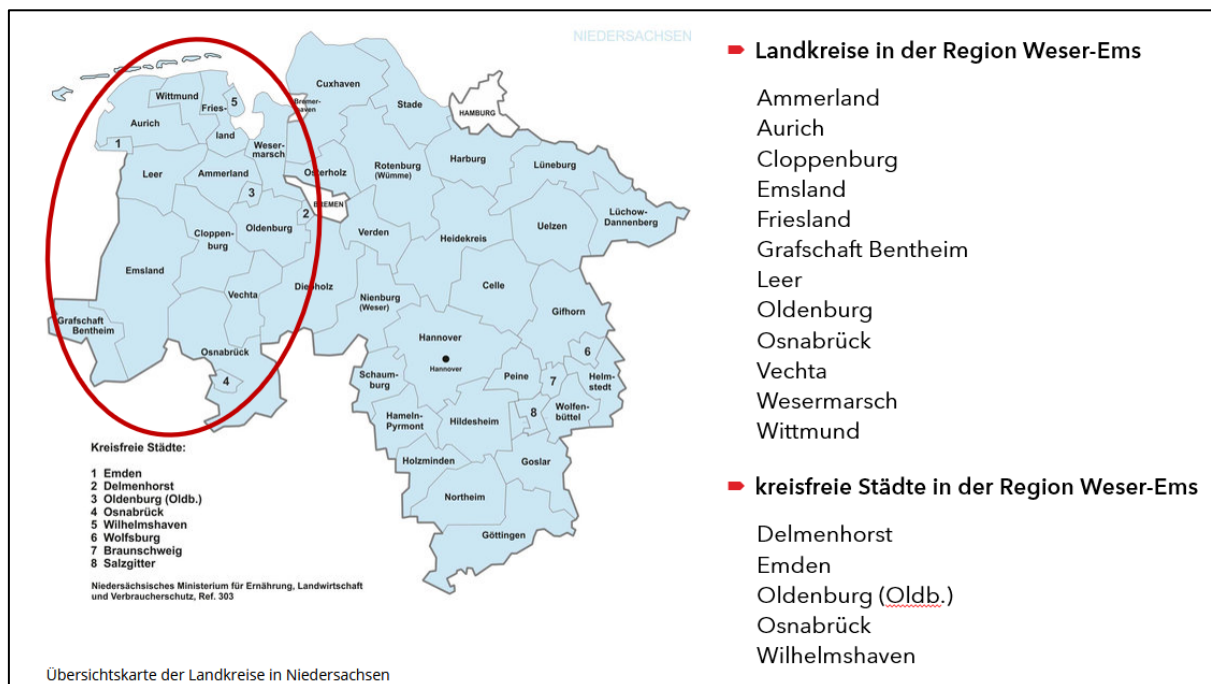 NIEDERSACHSEN
Cuxhaven
Bremer-
haven
Stade
HAMBURG
Wittmund
5
Fries-
land
Aurich
1
Weser-
marsch
Leer
Ammerland
3
Osterholz
Rotenburg
(Wümme)
Harburg
Lüneburg
BREMEN
2
Oldenburg
Cloppen-
burg
Verden
Heidekreis
Uelzen
Lüchow-
Dannenberg
Emsland
Vechta
Diepholz
Nienburg
(Weser)
Celle
Gifhorn
Grafschaft
Bentheim
Osnabrück
4
Hannover
Hannover
Schaum-
burg
Peine
7
6
Helm-
stedt
8
Wolfen-
büttel
Hameln-
Pyrmont
Hildesheim
Holzminden
Goslar
Northeim
Göttingen
Kreisfreie Städte:
1 Emden
2 Delmenhorst
3 Oldenburg (Oldb.)
4 Osnabrück
5 Wilhelmshaven
6 Wolfsburg
7 Braunschweig
8 Salzgitter
Niedersächsisches Ministerium für Ernährung, Landwirtschaft
und Verbraucherschutz, Ref. 303
Übersichtskarte der Landkreise in Niedersachsen
Landkreise in der Region Weser-Ems
Ammerland
Aurich
Cloppenburg
Emsland
Friesland
Grafschaft Bentheim
Leer
Oldenburg
Osnabrück
Vechta
Wesermarsch
Wittmund
kreisfreie Städte in der Region Weser-Ems
Delmenhorst
Emden
Oldenburg (Oldb.)
Osnabrück
Wilhelmshaven